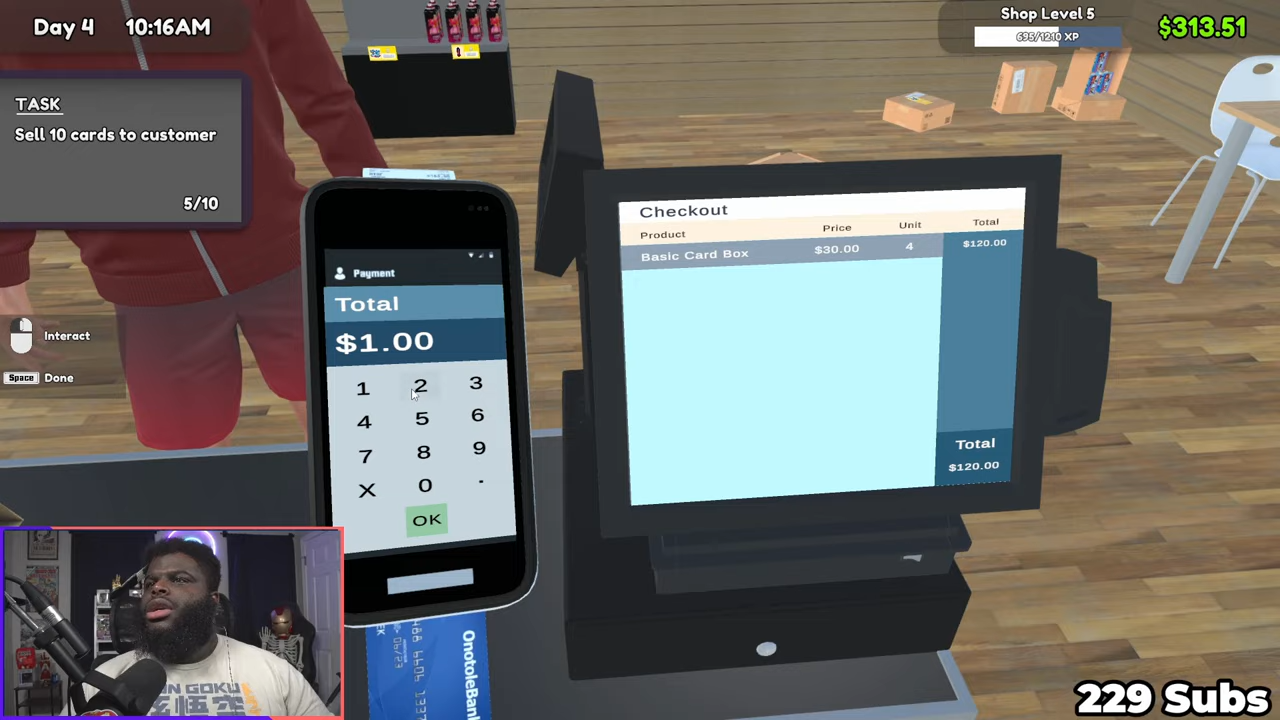 Day 4 10:16AM
Shop Level 5
695/1210 XP
$313.51
TASK
Sell 10 cards to customer
5/10
Interact
Space Done
Payment
Total
$1.00
1 2 3
4 5 6
7 8 9
X 0 .
OK
Checkout
Product Price Unit Total
Basic Card Box $30.00 4 $120.00
Total
$120.00
OnotoleBank
229 Subs